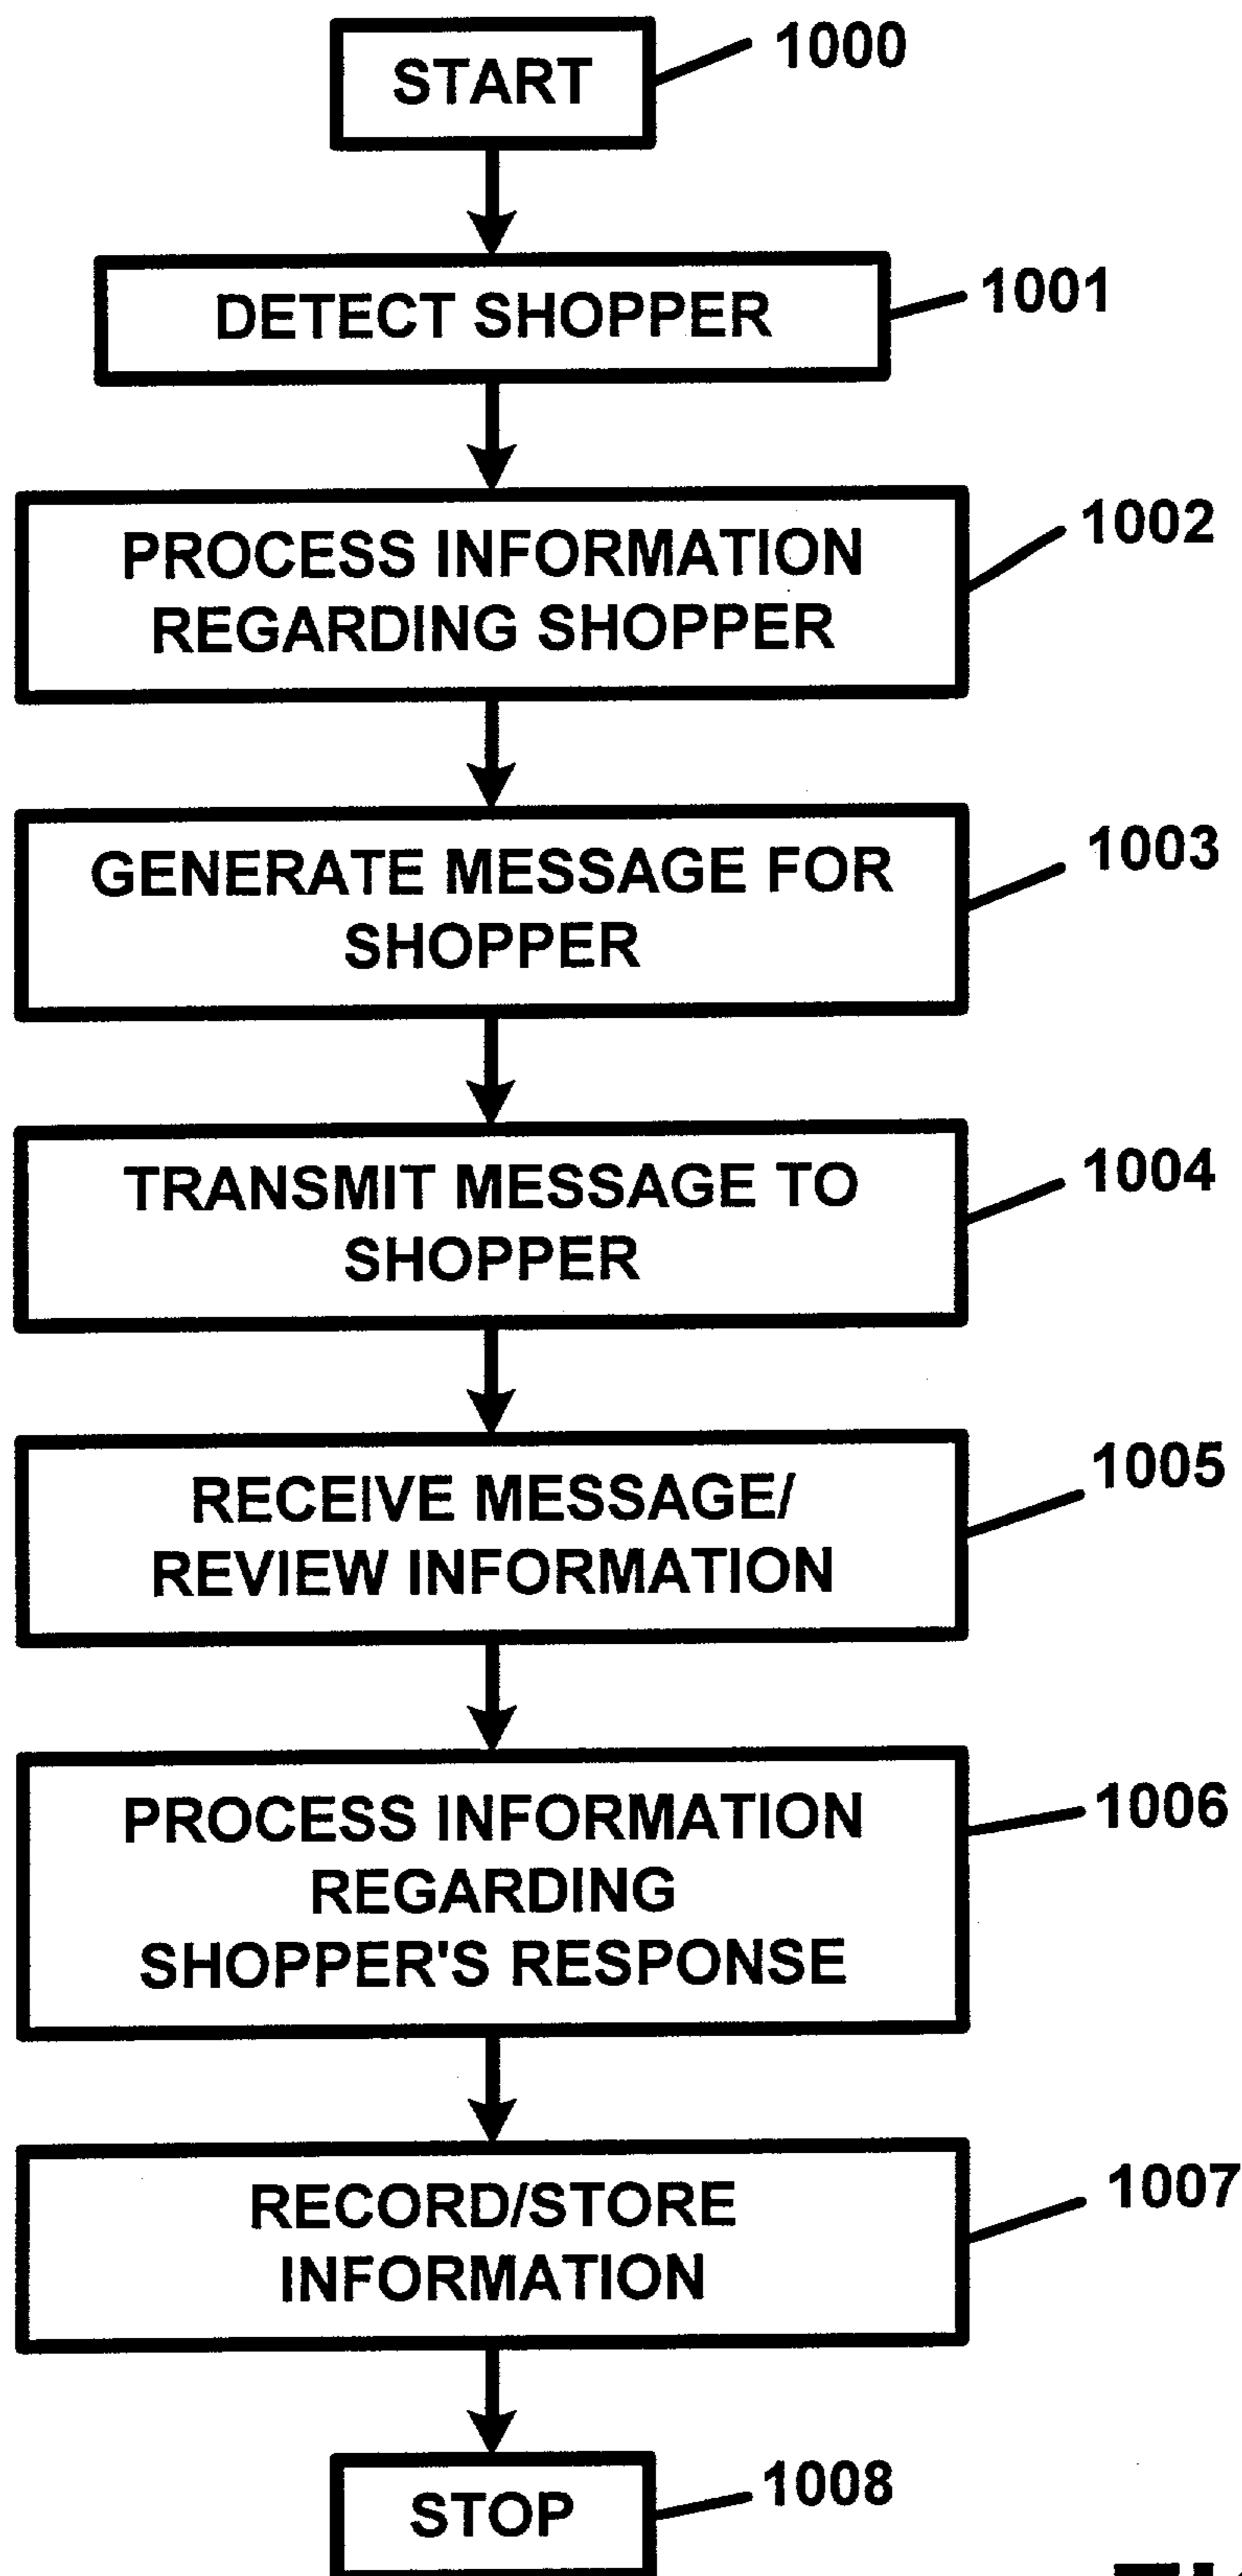 START
1000
DETECT SHOPPER
1001
PROCESS INFORMATION
REGARDING SHOPPER
1002
GENERATE MESSAGE FOR
SHOPPER
1003
TRANSMIT MESSAGE TO
SHOPPER
1004
RECEIVE MESSAGE/
REVIEW INFORMATION
1005
PROCESS INFORMATION
REGARDING
SHOPPER'S RESPONSE
1006
RECORD/STORE
INFORMATION
1007
STOP
1008